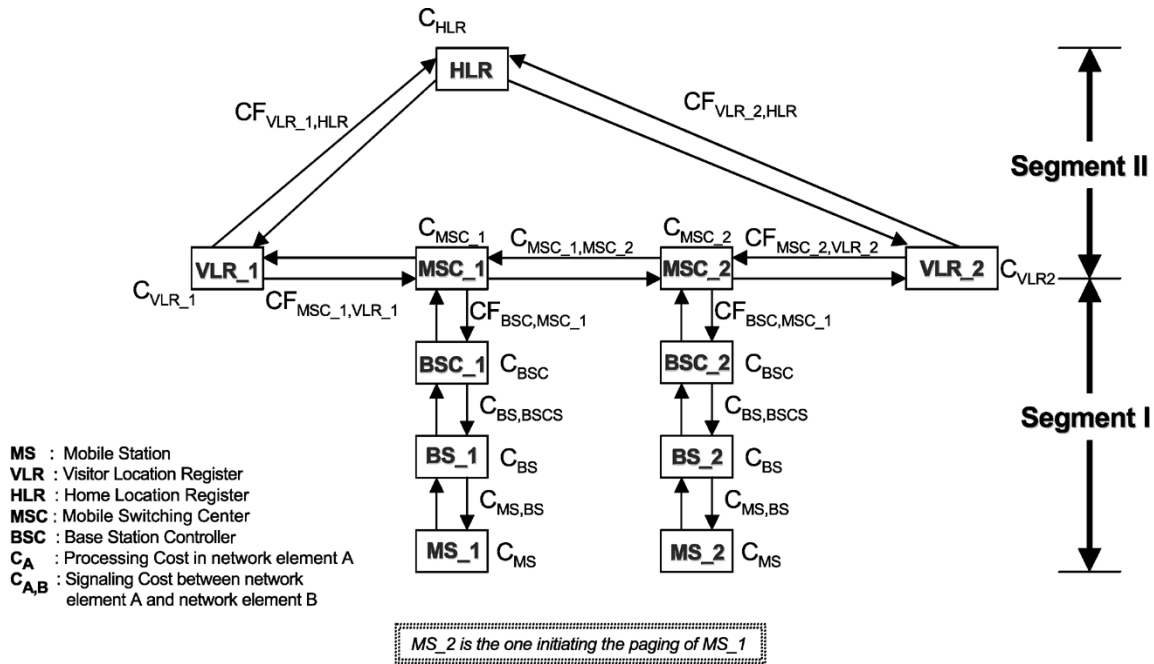 C_HLR
HLR
CF_VLR_1,HLR
CF_VLR_2,HLR
Segment II
C_MSC_1
C_MSC_1,MSC_2
C_MSC_2
CF_MSC_2,VLR_2
VLR_1
MSC_1
MSC_2
VLR_2
C_VLR_1
C_VLR2
CF_MSC_1,VLR_1
CF_BSC,MSC_1
CF_BSC,MSC_1
BSC_1
C_BSC
BSC_2
C_BSC
C_BS,BSCS
C_BS,BSCS
Segment I
BS_1
C_BS
BS_2
C_BS
C_MS,BS
C_MS,BS
MS_1
C_MS
MS_2
C_MS
MS : Mobile Station
VLR : Visitor Location Register
HLR : Home Location Register
MSC : Mobile Switching Center
BSC : Base Station Controller
C_A : Processing Cost in network element A
C_A,B : Signaling Cost between network
element A and network element B
MS_2 is the one initiating the paging of MS_1